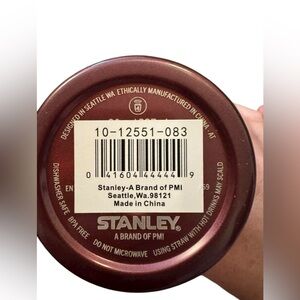 DESIGNED IN SEATTLE WA ETHICALLY MANUFACTURED IN CHINA AT
10-12551-083
0 41604 44444 9
Stanley-A Brand of PMI
Seattle,Wa.98121
Made in China
STANLEY
A BRAND OF PMI
DISHWASHER SAFE BPA FREE DO NOT MICROWAVE USING STRAW WITH HOT DRINKS MAY SCALD
EN